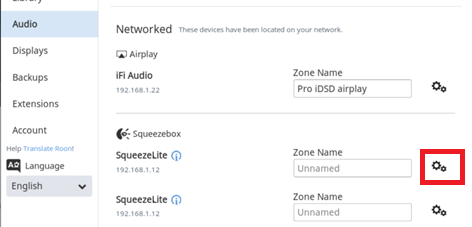 Audio
Displays
Backups
Extensions
Account
Help Translate Roon!
Language
English
Networked These devices have been located on your network.
Airplay
iFi Audio
192.168.1.22
Zone Name
Pro iDSD airplay
Squeezebox
SqueezeLite
192.168.1.12
Zone Name
Unnamed
SqueezeLite
192.168.1.12
Zone Name
Unnamed